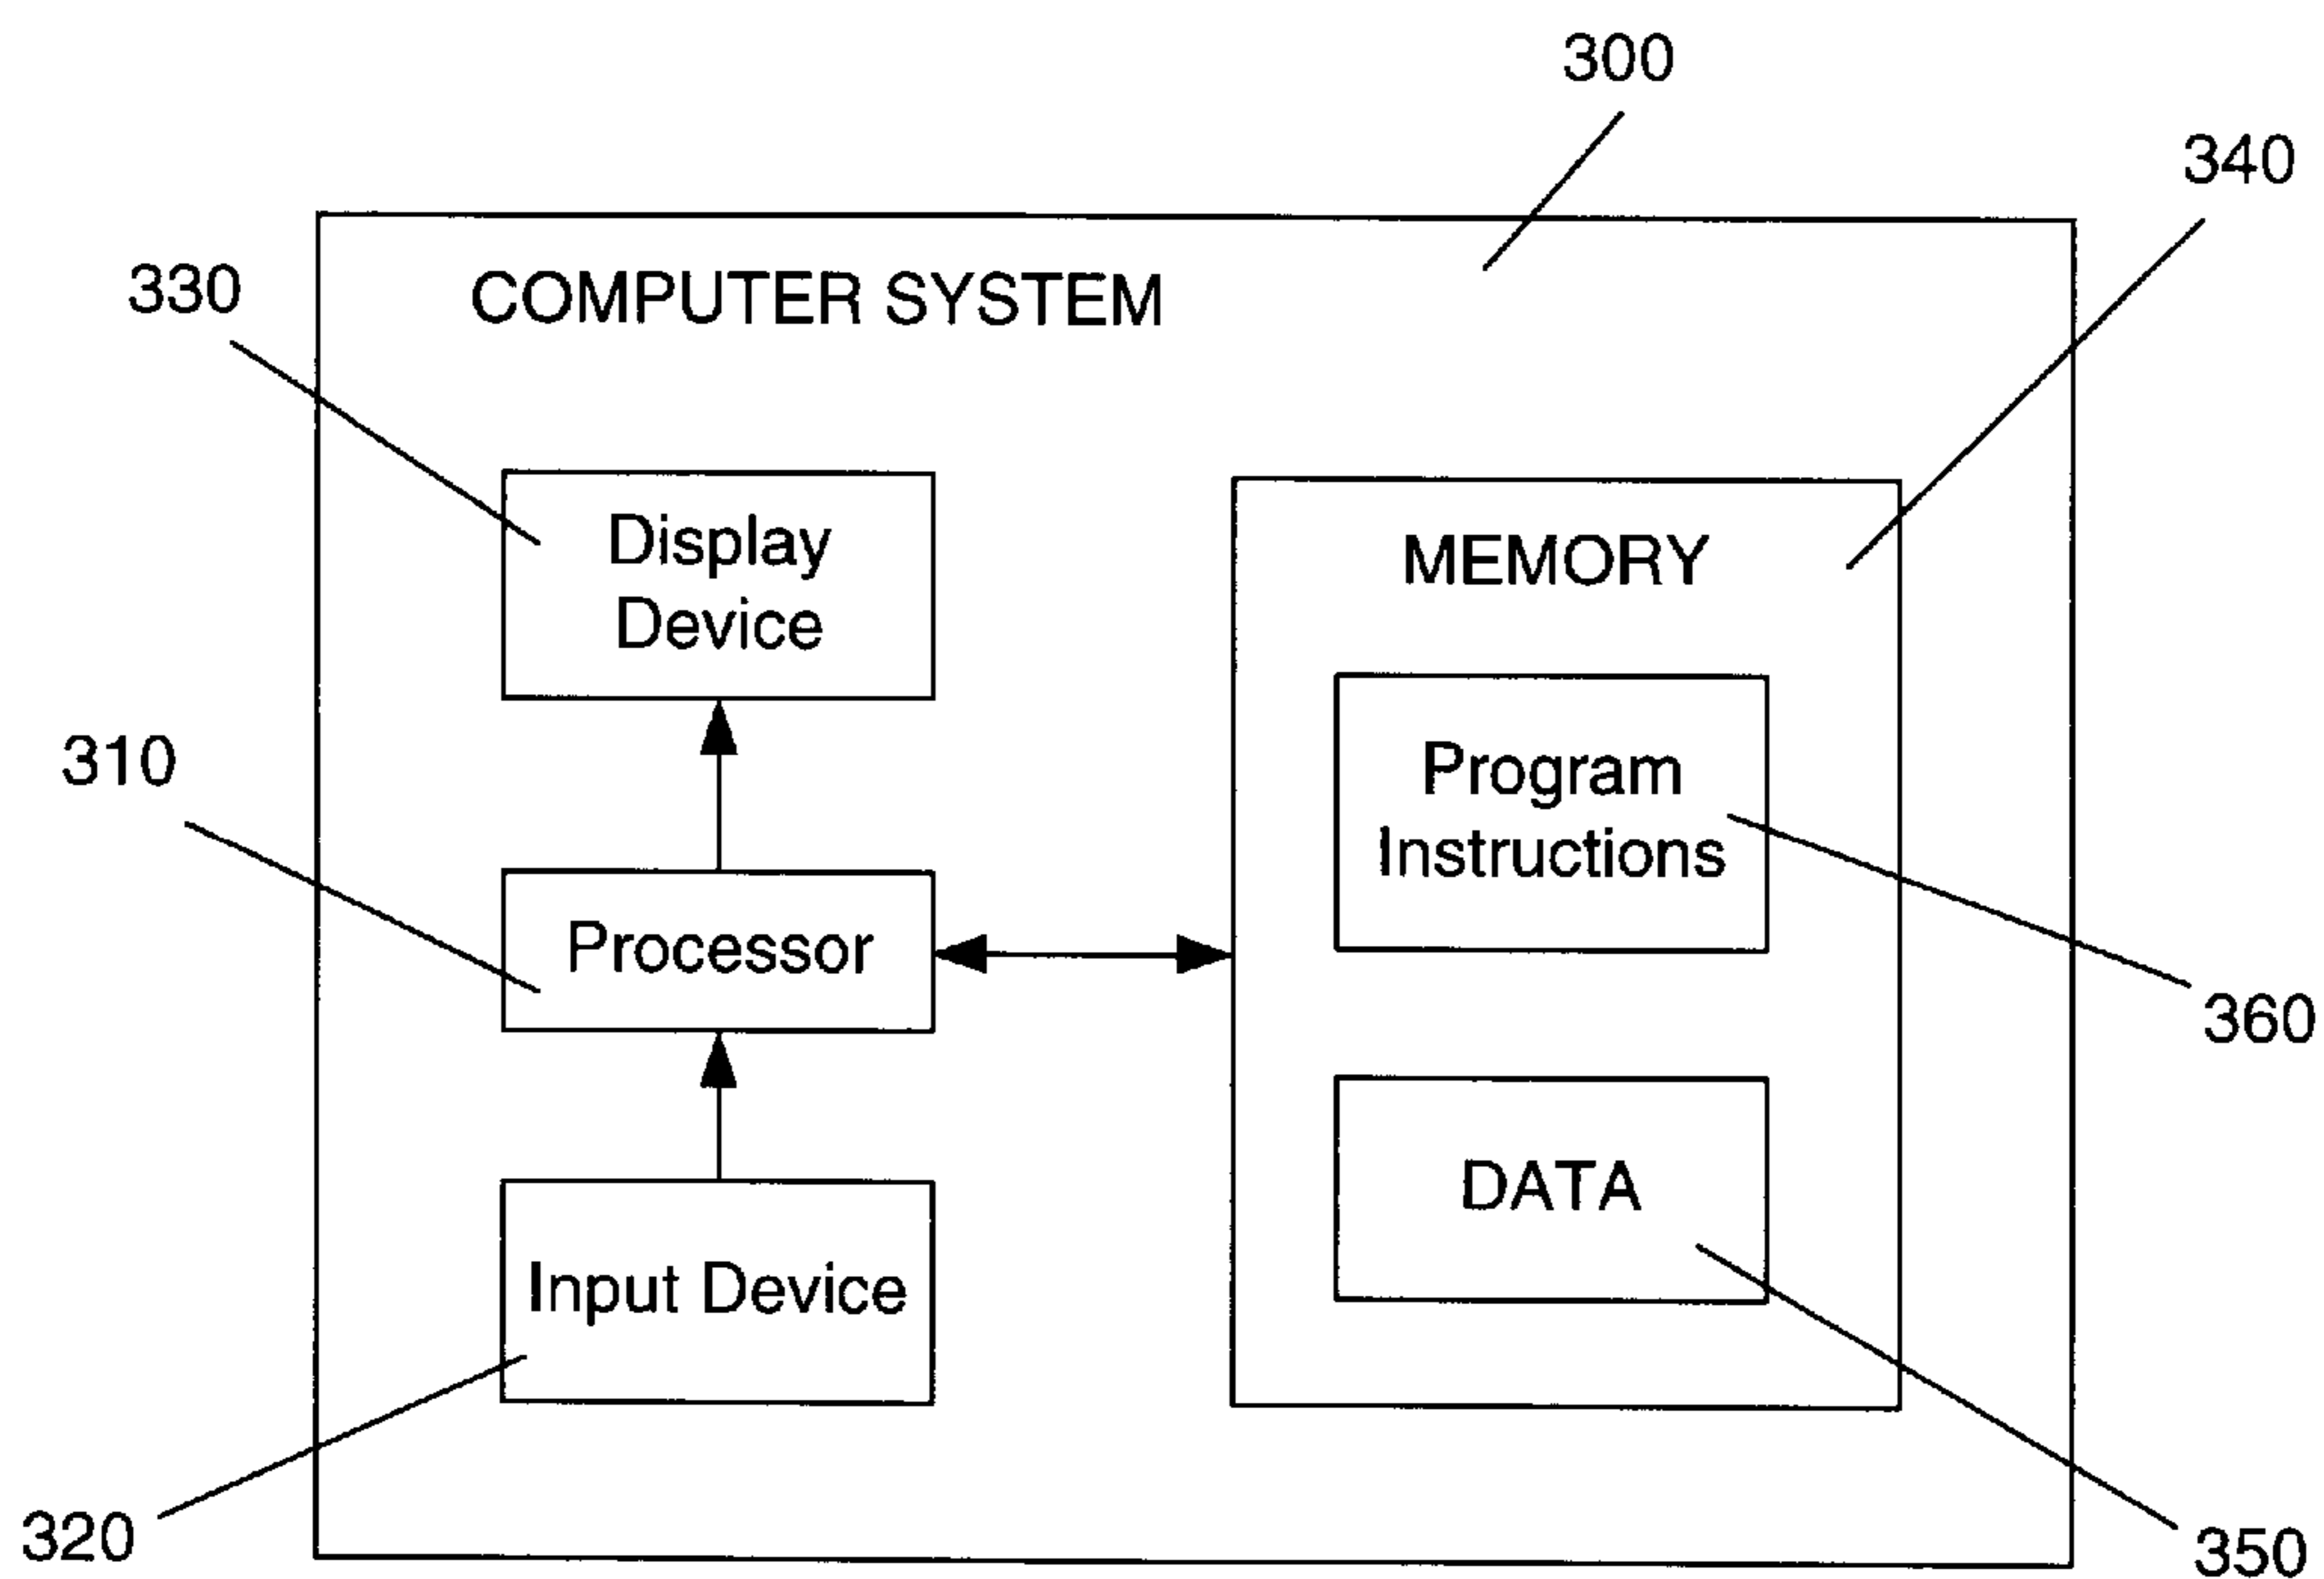 300
340
330
COMPUTER SYSTEM
Display
Device
MEMORY
310
Program
Instructions
Processor
360
DATA
Input Device
320
350